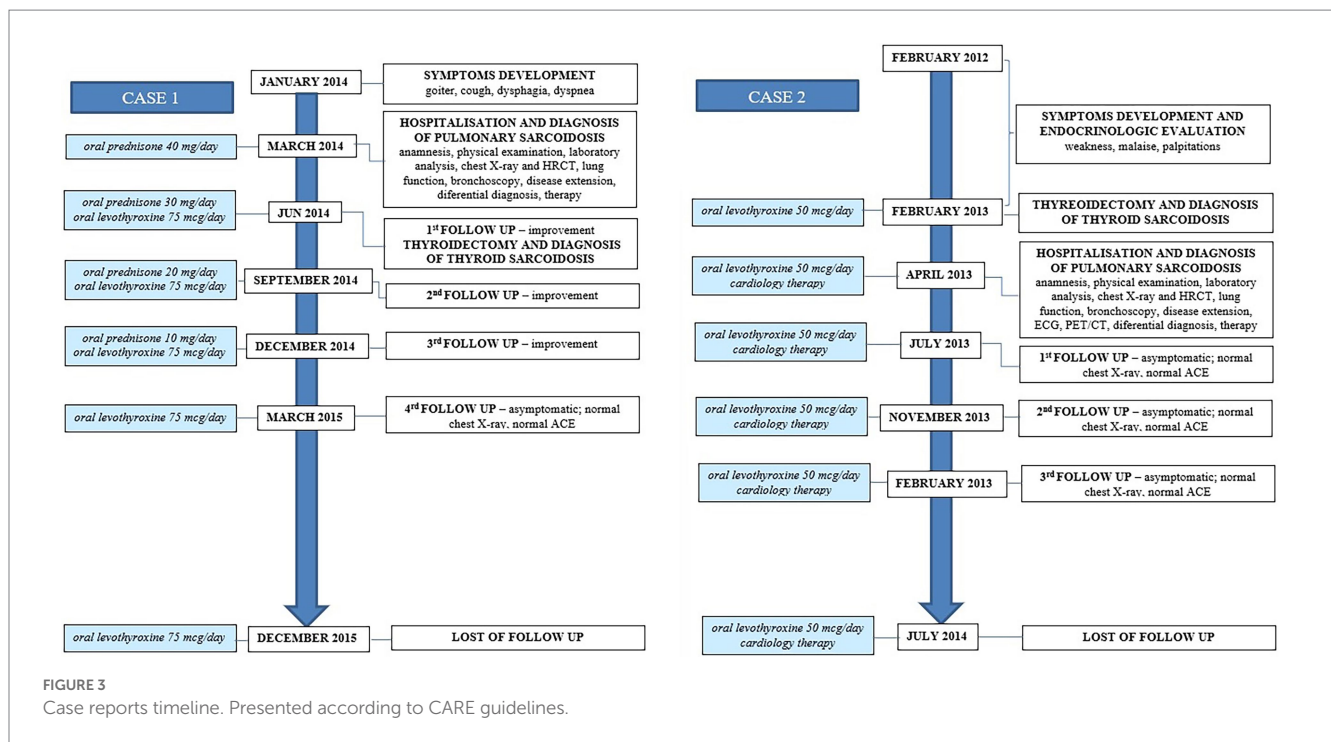 CASE 1
JANUARY 2014
SYMPTOMS DEVELOPMENT
goiter, cough, dysphagia, dyspnea
oral prednisone 40 mg/day
MARCH 2014
HOSPITALISATION AND DIAGNOSIS
OF PULMONARY SARCOIDOSIS
anamnesis, physical examination, laboratory
analysis, chest X-ray and HRCT, lung
function, bronchoscopy, disease extension,
diferential diagnosis, therapy
oral prednisone 30 mg/day
oral levothyroxine 75 mcg/day
JUN 2014
1st FOLLOW UP – improvement
THYROIDECTOMY AND DIAGNOSIS
OF THYROID SARCOIDOSIS
oral prednisone 20 mg/day
oral levothyroxine 75 mcg/day
SEPTEMBER 2014
2nd FOLLOW UP – improvement
oral prednisone 10 mg/day
oral levothyroxine 75 mcg/day
DECEMBER 2014
3rd FOLLOW UP – improvement
oral levothyroxine 75 mcg/day
MARCH 2015
4rd FOLLOW UP – asymptomatic; normal
chest X-ray, normal ACE
oral levothyroxine 75 mcg/day
DECEMBER 2015
LOST OF FOLLOW UP
CASE 2
FEBRUARY 2012
SYMPTOMS DEVELOPMENT AND
ENDOCRINOLOGIC EVALUATION
weakness, malaise, palpitations
oral levothyroxine 50 mcg/day
FEBRUARY 2013
THYREOIDECTOMY AND DIAGNOSIS
OF THYROID SARCOIDOSIS
oral levothyroxine 50 mcg/day
cardiology therapy
APRIL 2013
HOSPITALISATION AND DIAGNOSIS
OF PULMONARY SARCOIDOSIS
anamnesis, physical examination, laboratory
analysis, chest X-ray and HRCT, lung
function, bronchoscopy, disease extension,
ECG, PET/CT, diferential diagnosis, therapy
oral levothyroxine 50 mcg/day
cardiology therapy
JULY 2013
1st FOLLOW UP – asymptomatic; normal
chest X-ray, normal ACE
oral levothyroxine 50 mcg/day
cardiology therapy
NOVEMBER 2013
2nd FOLLOW UP – asymptomatic; normal
chest X-ray, normal ACE
oral levothyroxine 50 mcg/day
cardiology therapy
FEBRUARY 2013
3rd FOLLOW UP – asymptomatic; normal
chest X-ray, normal ACE
oral levothyroxine 50 mcg/day
cardiology therapy
JULY 2014
LOST OF FOLLOW UP
FIGURE 3
Case reports timeline. Presented according to CARE guidelines.